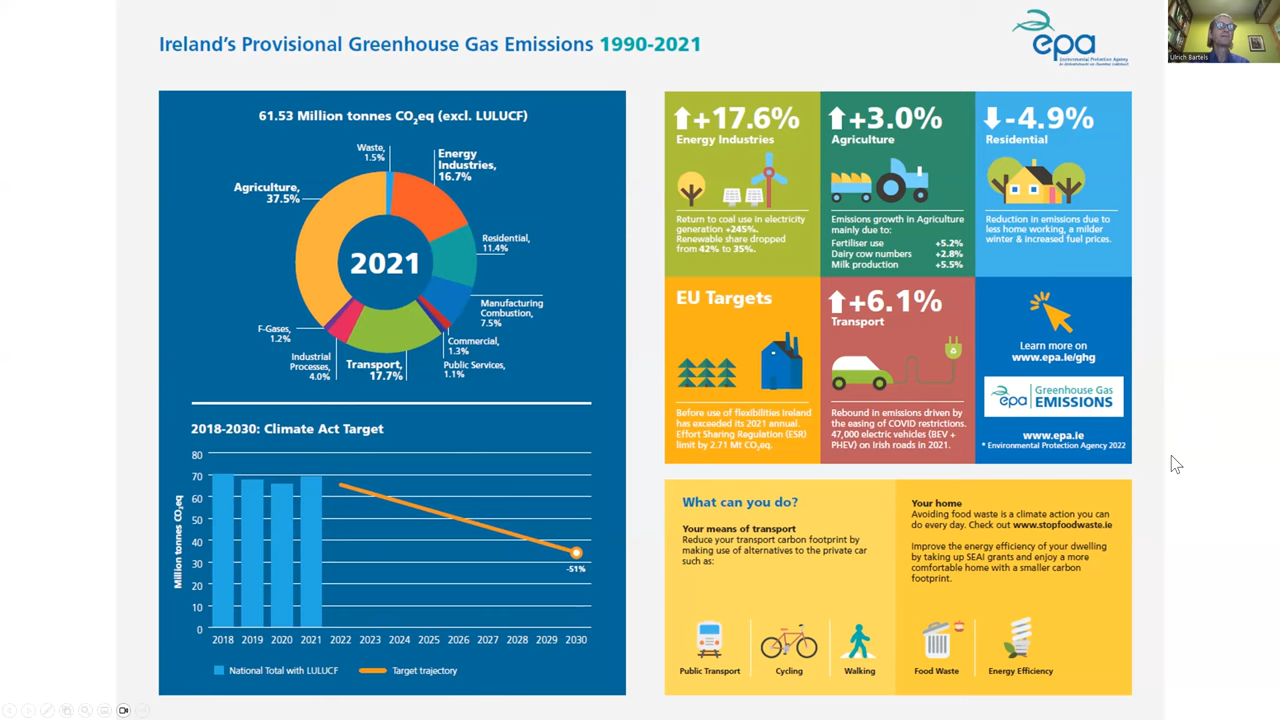 Ireland's Provisional Greenhouse Gas Emissions 1990-2021
epa
Environmental Protection Agency
Ulrich Bartels
61.53 Million tonnes CO₂eq (excl. LULUCF)
Waste,
1.5%
Energy
Industries,
16.7%
Agriculture,
37.5%
Residential,
11.4%
2021
Manufacturing
Combustion,
7.5%
F-Gases,
1.2%
Commercial,
1.3%
Industrial
Processes,
4.0%
Transport,
17.7%
Public Services,
1.1%
2018-2030: Climate Act Target
Million tonnes CO₂eq
80
70
60
50
40
30
20
10
0
-51%
2018 2019 2020 2021 2022 2023 2024 2025 2026 2027 2028 2029 2030
National Total with LULUCF
Target trajectory
+17.6%
Energy Industries
Return to coal use in electricity
generation +245%.
Renewable share dropped
from 42% to 35%.
+3.0%
Agriculture
Emissions growth in Agriculture
mainly due to:
Fertiliser use +5.2%
Dairy cow numbers +2.8%
Milk production +5.5%
-4.9%
Residential
Reduction in emissions due to
less home working, a milder
winter & increased fuel prices.
EU Targets
Before use of flexibilities ireland
has exceeded its 2021 annual.
Effort Sharing Regulation (ESR)
limit by 2.71 Mt CO₂eq.
+6.1%
Transport
Rebound in emissions driven by
the easing of COVID restrictions.
47,000 electric vehicles (BEV +
PHEV) on Irish roads in 2021.
Learn more on
www.epa.ie/ghg
epa
Greenhouse Gas
EMISSIONS
www.epa.ie
* Environmental Protection Agency 2022
What can you do?
Your means of transport
Reduce your transport carbon footprint by
making use of alternatives to the private car
such as:
Public Transport
Cycling
Walking
Your home
Avoiding food waste is a climate action you can
do every day. Check out www.stopfoodwaste.ie
Improve the energy efficiency of your dwelling
by taking up SEAI grants and enjoy a more
comfortable home with a smaller carbon
footprint.
Food Waste
Energy Efficiency